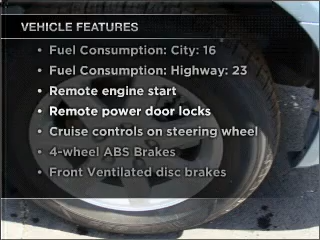 VEHICLE FEATURES
• Fuel Consumption: City: 16
• Fuel Consumption: Highway: 23
• Remote engine start
• Remote power door locks
• Cruise controls on steering wheel
• 4-wheel ABS Brakes
• Front Ventilated disc brakes